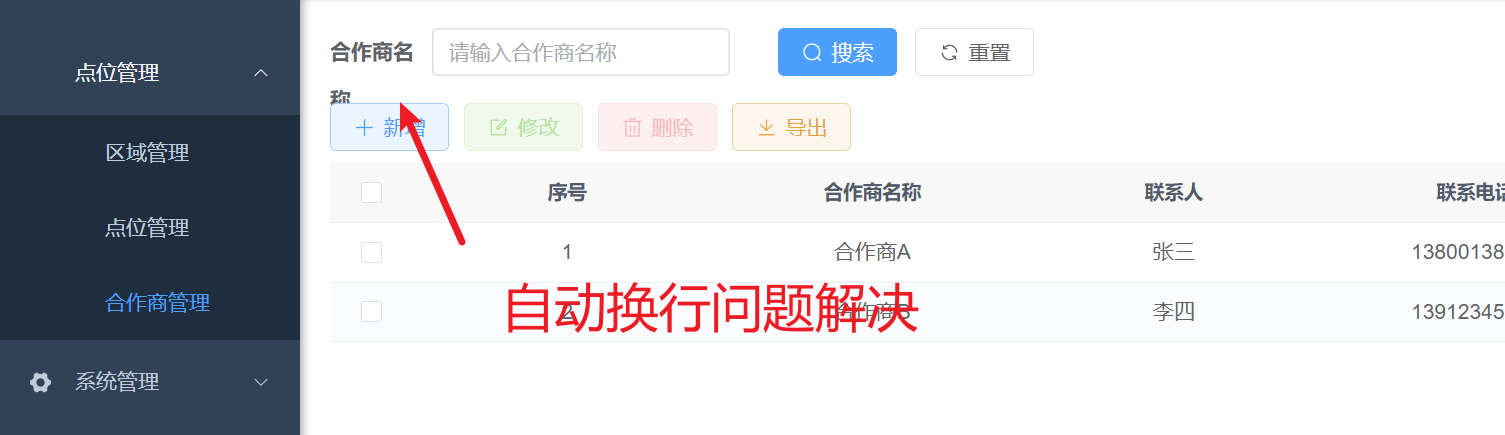 点位管理
区域管理
点位管理
合作商管理
系统管理
合作商名
称
请输入合作商名称
搜索
重置
新增
修改
删除
导出
序号 合作商名称 联系人 联系电话
1 合作商A 张三 13800138
2 合作商B 李四 13912345
自动换行问题解决